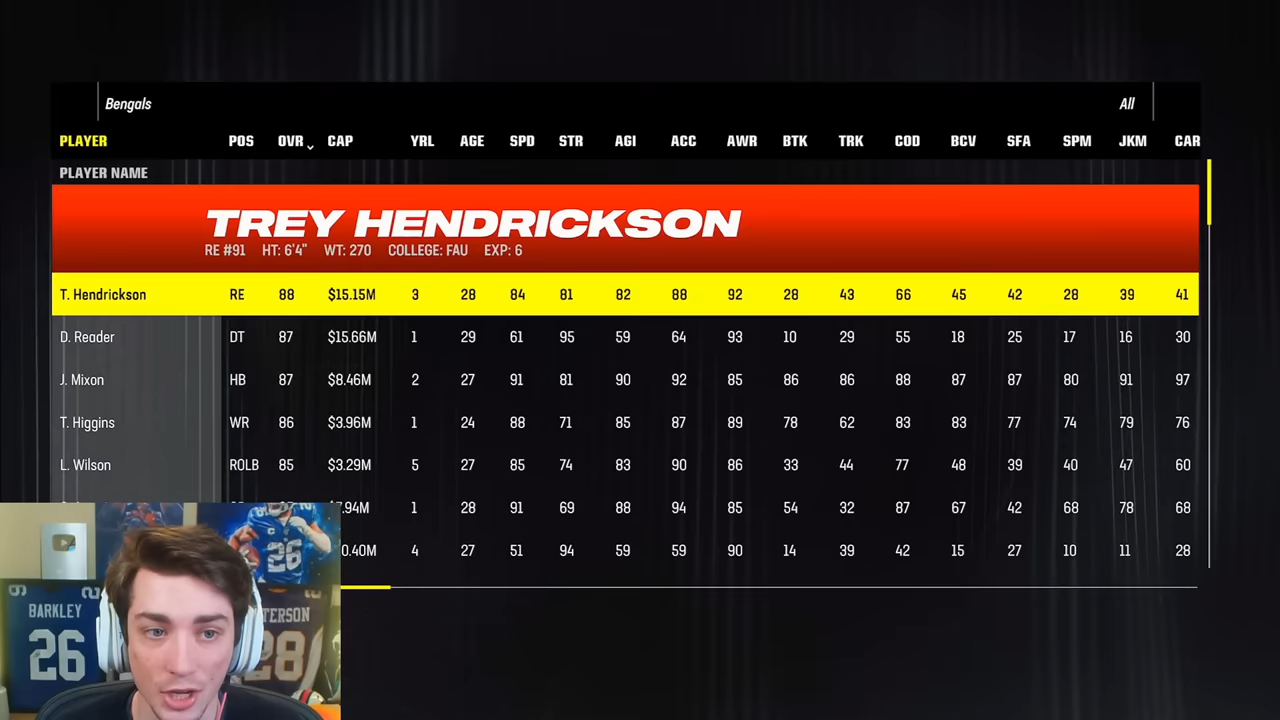 Bengals All
PLAYER POS OVR CAP YRL AGE SPD STR AGI ACC AWR BTK TRK COD BCV SFA SPM JKM CAR
PLAYER NAME
TREY HENDRICKSON
RE #91 HT: 6'4" WT: 270 COLLEGE: FAU EXP: 6
T. Hendrickson RE 88 $15.15M 3 28 84 81 82 88 92 28 43 66 45 42 28 39 41
D. Reader DT 87 $15.66M 1 29 61 95 59 64 93 10 29 55 18 25 17 16 30
J. Mixon HB 87 $8.46M 2 27 91 81 90 92 85 86 86 88 87 87 80 91 97
T. Higgins WR 86 $3.96M 1 24 88 71 85 87 89 78 62 83 83 77 74 79 76
L. Wilson ROLB 85 $3.29M 5 27 85 74 83 90 86 33 44 77 48 39 40 47 60
.94M 1 28 91 69 88 94 85 54 32 87 67 42 68 78 68
0.40M 4 27 51 94 59 59 90 14 39 42 15 27 10 11 28
26
BARKLEY
26
TERSON
28